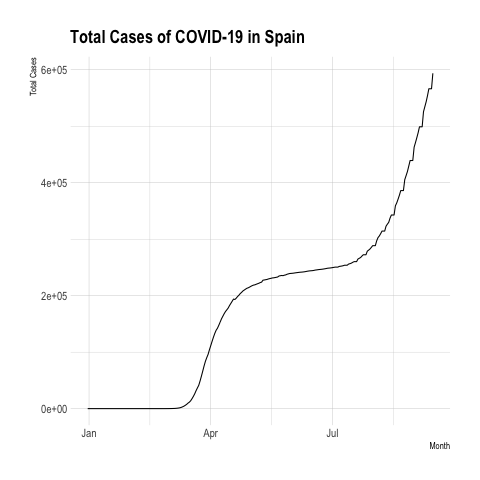 Total Cases of COVID-19 in Spain
Total Cases
6e+05
4e+05
2e+05
0e+00
Jan
Apr
Jul
Month